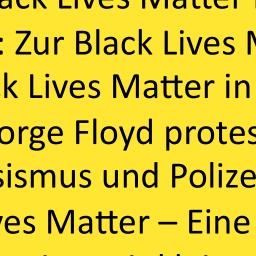 ack Lives Matter
: Zur Black Lives M
k Lives Matter in
orge Floyd protes
sismus und Polize
ves Matter – Eine